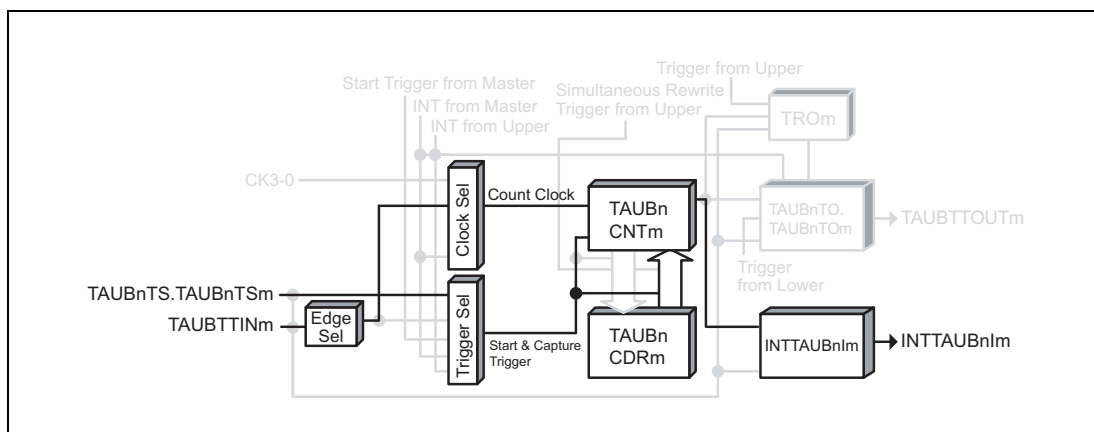 Trigger from Upper
Start Trigger from Master
Simultaneous Rewrite
Trigger from Upper
INT from Master
INT from Upper
TROm
CK3-0
Clock Sel
Count Clock
TAUBn
CNTm
TAUBnTO.
TAUBnTOm
TAUBTTOUTm
Trigger
from Lower
TAUBnTS.TAUBnTSm
TAUBTTINm
Edge
Sel
Trigger Sel
Start & Capture
Trigger
TAUBn
CDRm
INTTAUBnIm
INTTAUBnIm